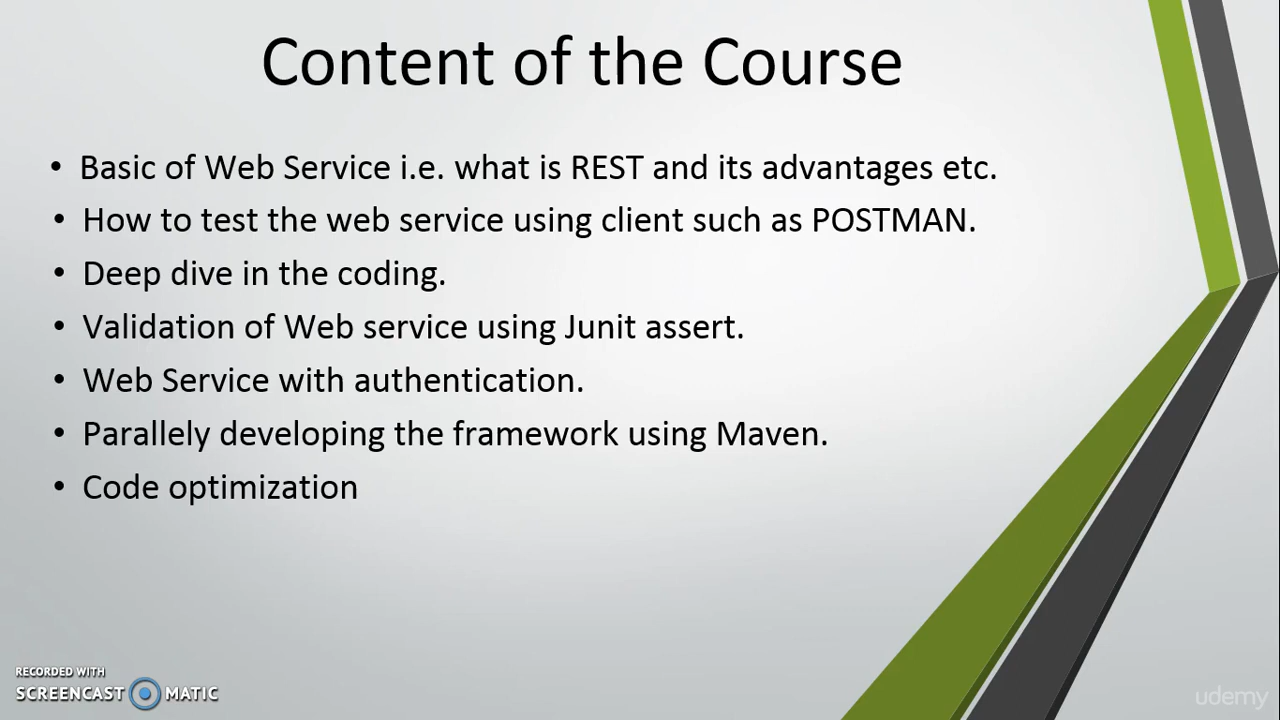 Content of the Course
• Basic of Web Service i.e. what is REST and its advantages etc.
• How to test the web service using client such as POSTMAN.
• Deep dive in the coding.
• Validation of Web service using Junit assert.
• Web Service with authentication.
• Parallely developing the framework using Maven.
• Code optimization
RECORDED WITH
SCREENCAST MATIC
udemy